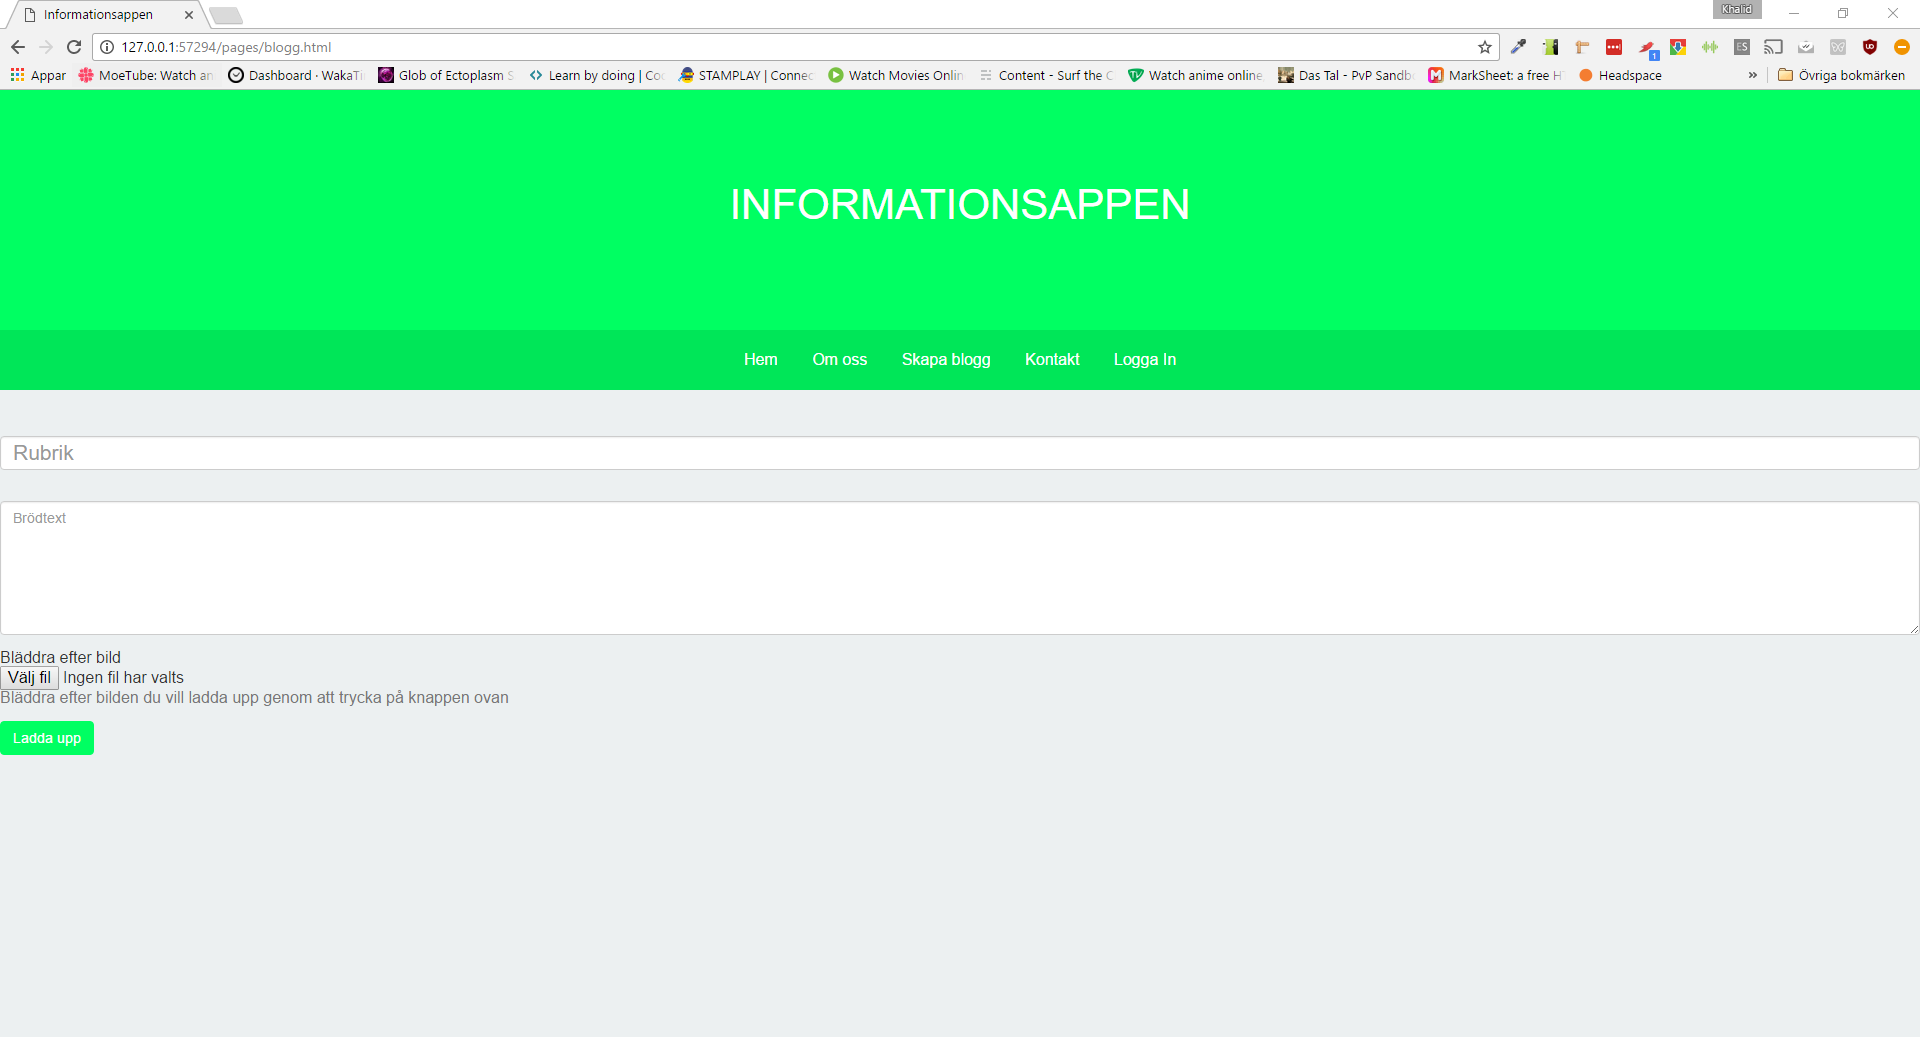 Informationsappen
Khalid
127.0.0.1:57294/pages/blogg.html
1
ES
Appar MoeTube: Watch an Dashboard · WakaTi Glob of Ectoplasm S Learn by doing | Co STAMPLAY | Connec Watch Movies Onlin Content - Surf the C Watch anime online Das Tal - PvP Sandb MarkSheet: a free H Headspace » Övriga bokmärken
INFORMATIONSAPPEN
Hem Om oss Skapa blogg Kontakt Logga In
Rubrik
Brödtext
Bläddra efter bild
Välj fil Ingen fil har valts
Bläddra efter bilden du vill ladda upp genom att trycka på knappen ovan
Ladda upp